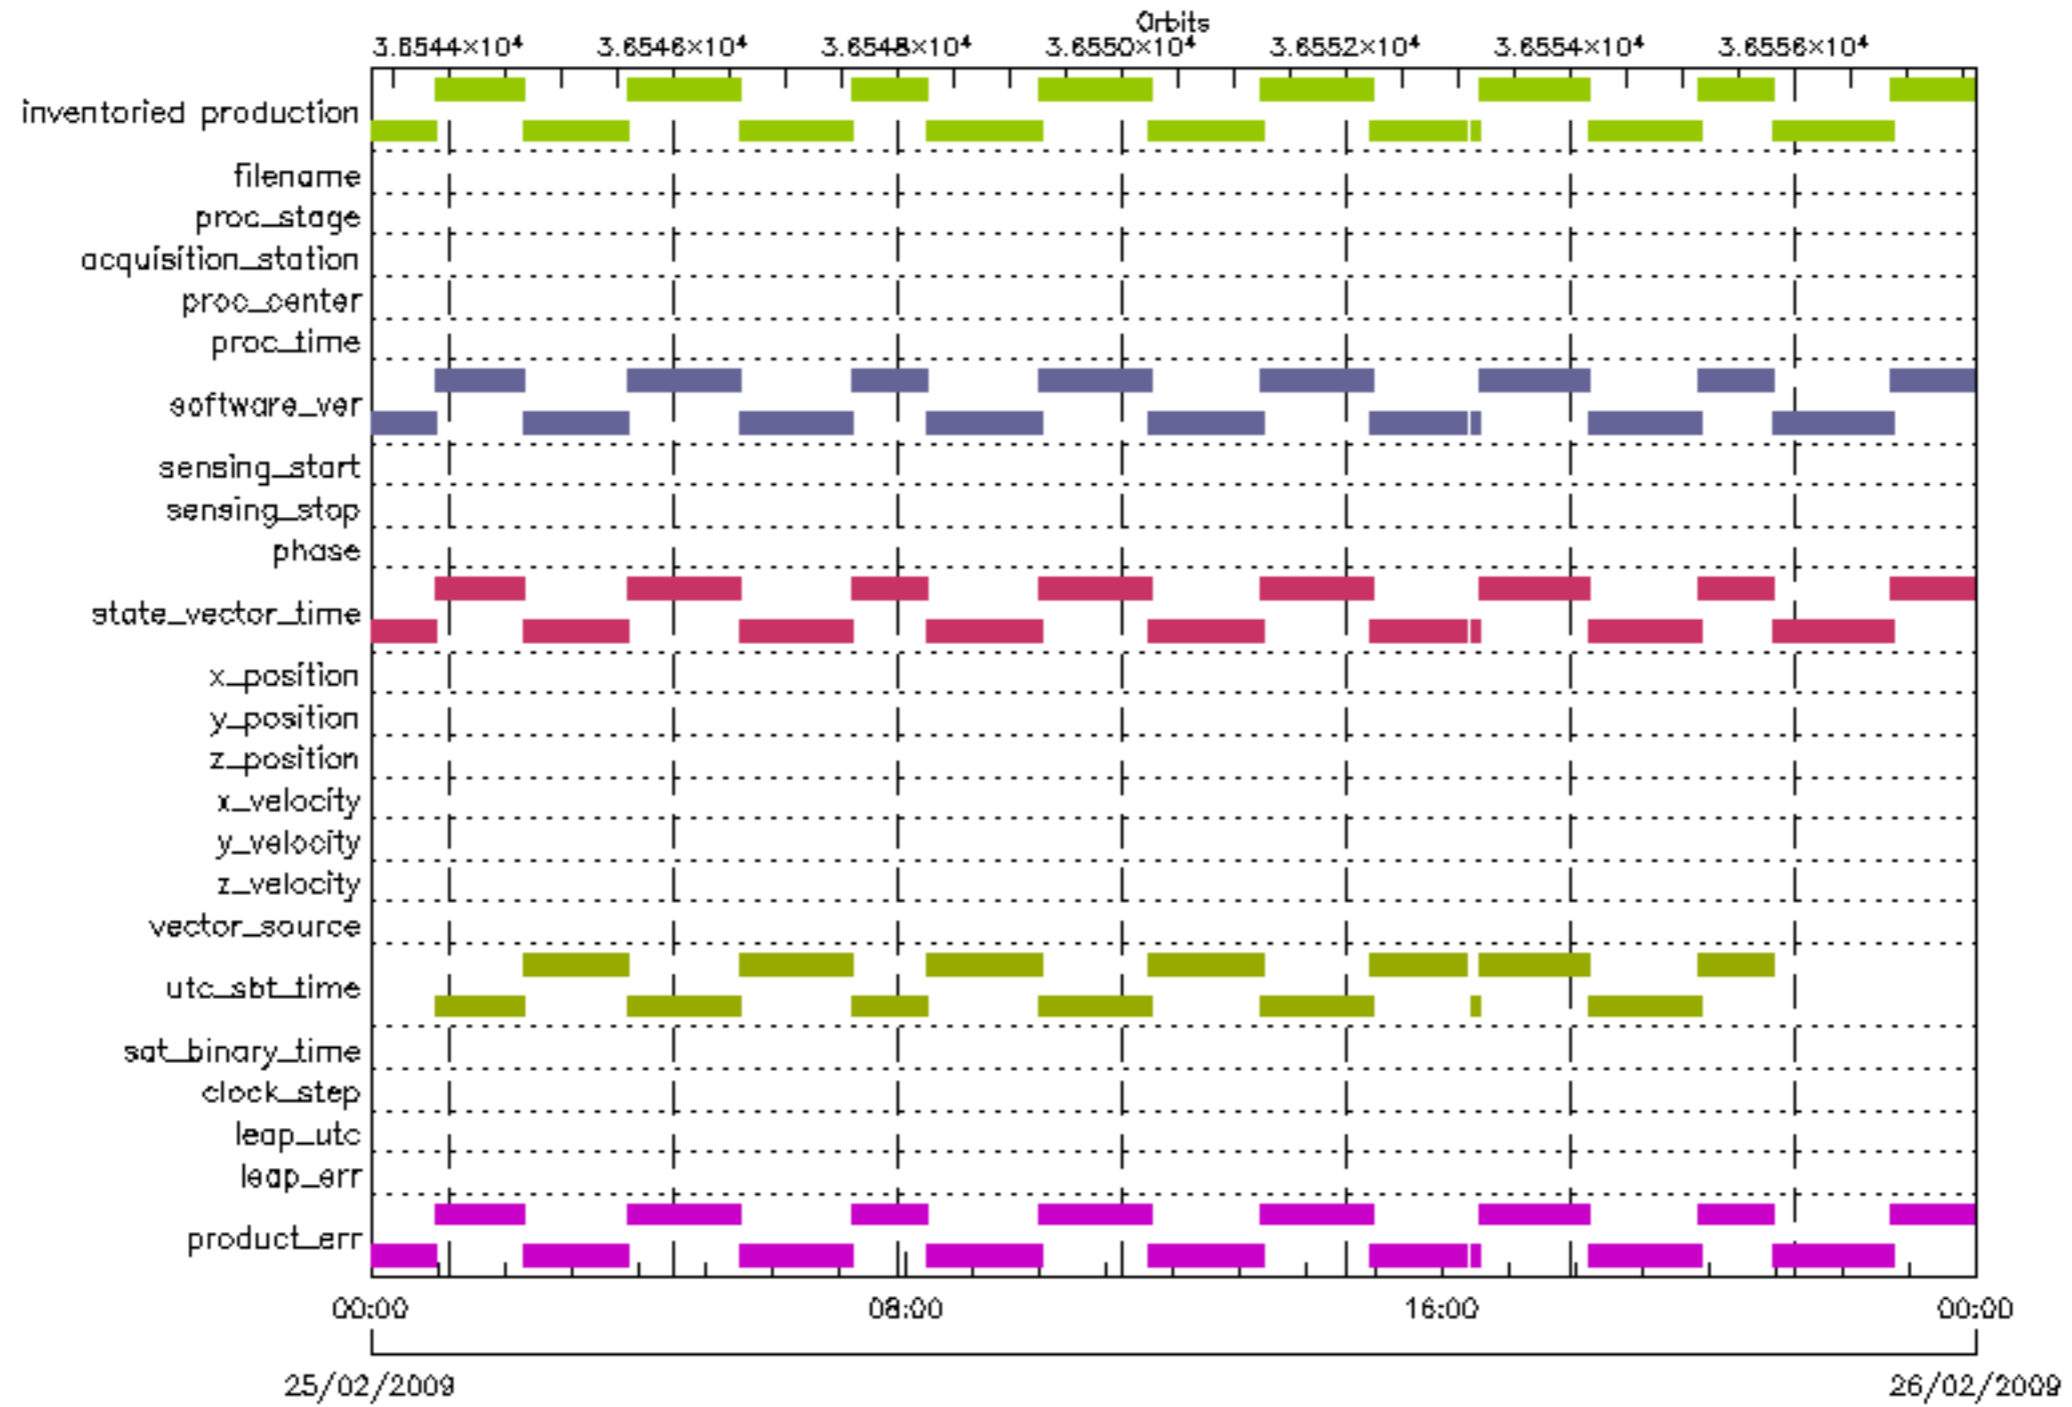 Orbits
3.6544×10⁴ 3.6546×10⁴ 3.6548×10⁴ 3.6550×10⁴ 3.6552×10⁴ 3.6554×10⁴ 3.6556×10⁴
inventoried production
filename
proc_stage
acquisition_station
proc_center
proc_time
software_ver
sensing_start
sensing_stop
phase
state_vector_time
x_position
y_position
z_position
x_velocity
y_velocity
z_velocity
vector_source
utc_sbt_time
sat_binary_time
clock_step
leap_utc
leap_err
product_err
00:00 08:00 16:00 00:00
25/02/2009 26/02/2009